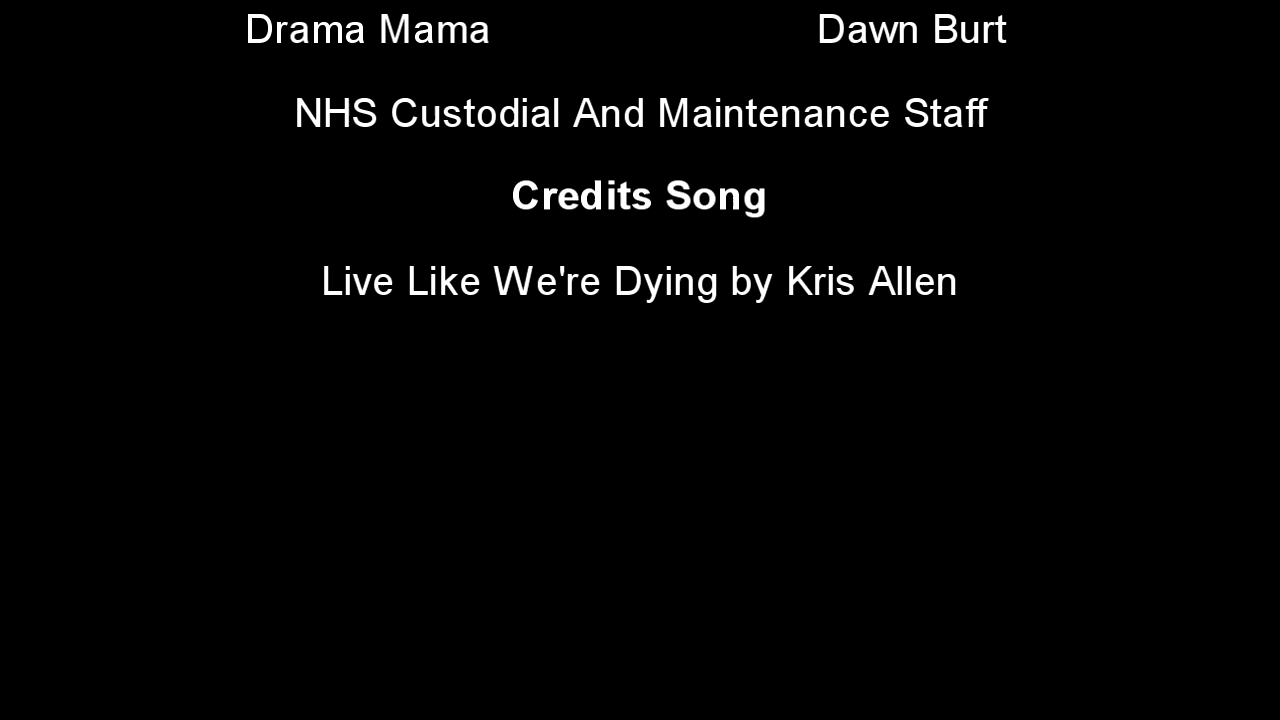 Drama Mama Dawn Burt
NHS Custodial And Maintenance Staff
Credits Song
Live Like We're Dying by Kris Allen